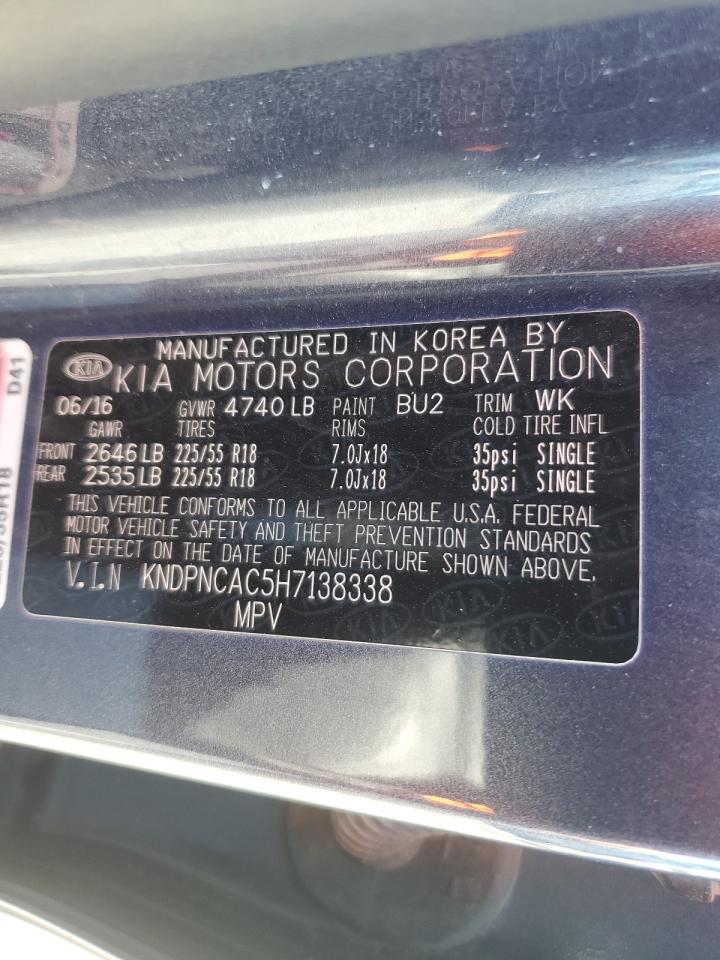 MANUFACTURED IN KOREA BY
KIA KIA MOTORS CORPORATION
06/16 GVWR 4740 LB PAINT BU2 TRIM WK
GAWR TIRES RIMS COLD TIRE INFL
FRONT 2646 LB 225/55 R18 7.0Jx18 35psi SINGLE
REAR 2535 LB 225/55 R18 7.0Jx18 35psi SINGLE
THIS VEHICLE CONFORMS TO ALL APPLICABLE U.S.A. FEDERAL
MOTOR VEHICLE SAFETY AND THEFT PREVENTION STANDARDS
IN EFFECT ON THE DATE OF MANUFACTURE SHOWN ABOVE.
V.I.N KNDPNCAC5H7138338
MPV
D41